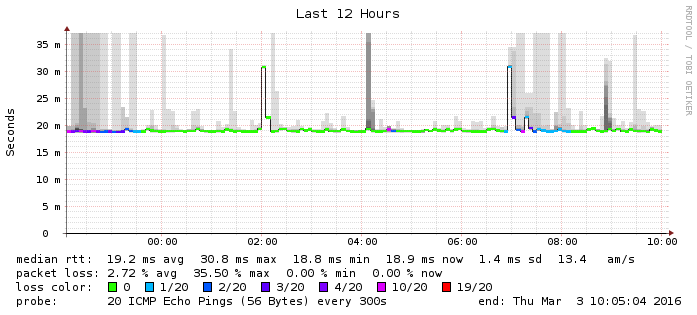 Last 12 Hours
RRDTOOL / TOBI OETIKER
Seconds
35 m
30 m
25 m
20 m
15 m
10 m
5 m
0
00:00 02:00 04:00 06:00 08:00 10:00
median rtt: 19.2 ms avg 30.8 ms max 18.8 ms min 18.9 ms now 1.4 ms sd 13.4 am/s
packet loss: 2.72 % avg 35.50 % max 0.00 % min 0.00 % now
loss color: 0 1/20 2/20 3/20 4/20 10/20 19/20
probe: 20 ICMP Echo Pings (56 Bytes) every 300s end: Thu Mar 3 10:05:04 2016